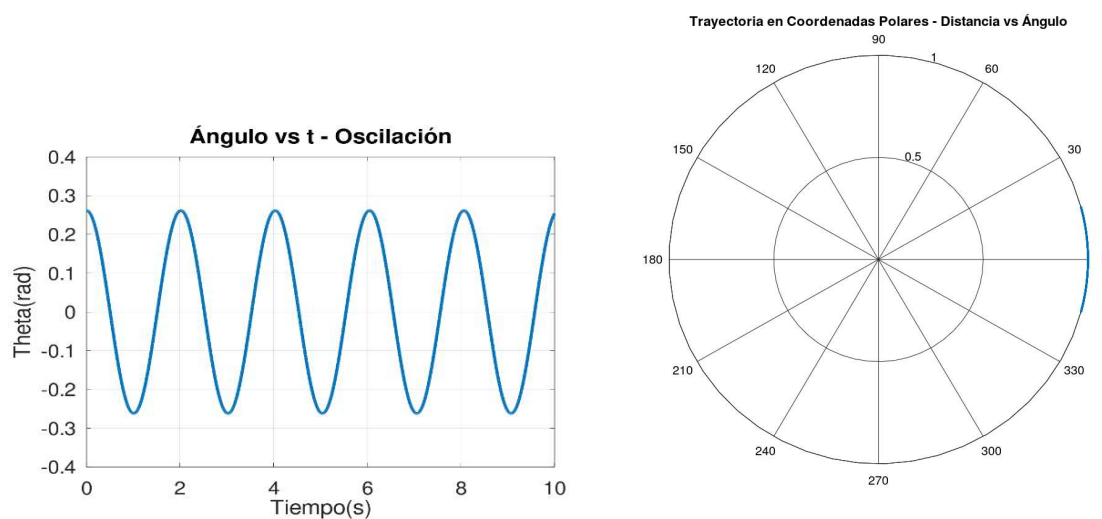 Ángulo vs t - Oscilación
0.4
0.3
0.2
0.1
0
-0.1
-0.2
-0.3
-0.4
Theta(rad)
0 2 4 6 8 10
Tiempo(s)
Trayectoria en Coordenadas Polares - Distancia vs Ángulo
90
120 1 60
150 0.5 30
180
210 330
240 300
270